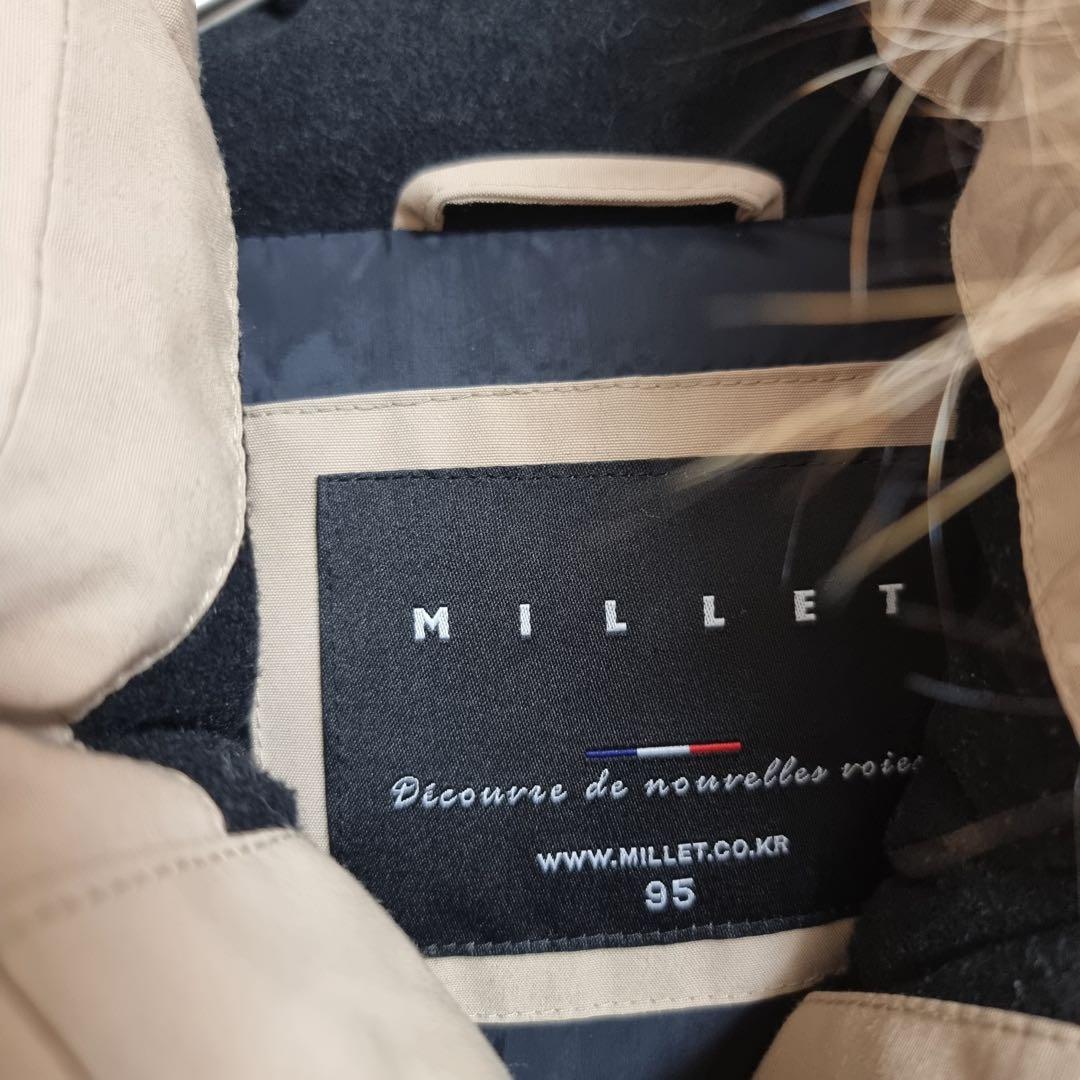 MILLET
Découvre de nouvelles voies
WWW.MILLET.CO.KR
95